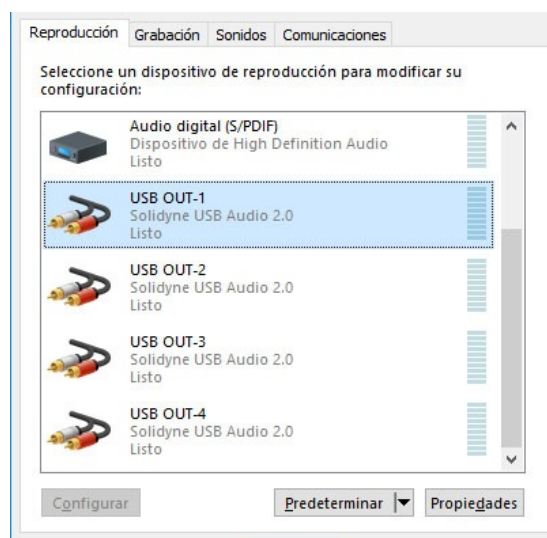 Reproducción Grabación Sonidos Comunicaciones
Seleccione un dispositivo de reproducción para modificar su
configuración:
Audio digital (S/PDIF)
Dispositivo de High Definition Audio
Listo
USB OUT-1
Solidyne USB Audio 2.0
Listo
USB OUT-2
Solidyne USB Audio 2.0
Listo
USB OUT-3
Solidyne USB Audio 2.0
Listo
USB OUT-4
Solidyne USB Audio 2.0
Listo
Configurar Predeterminar Propiedades